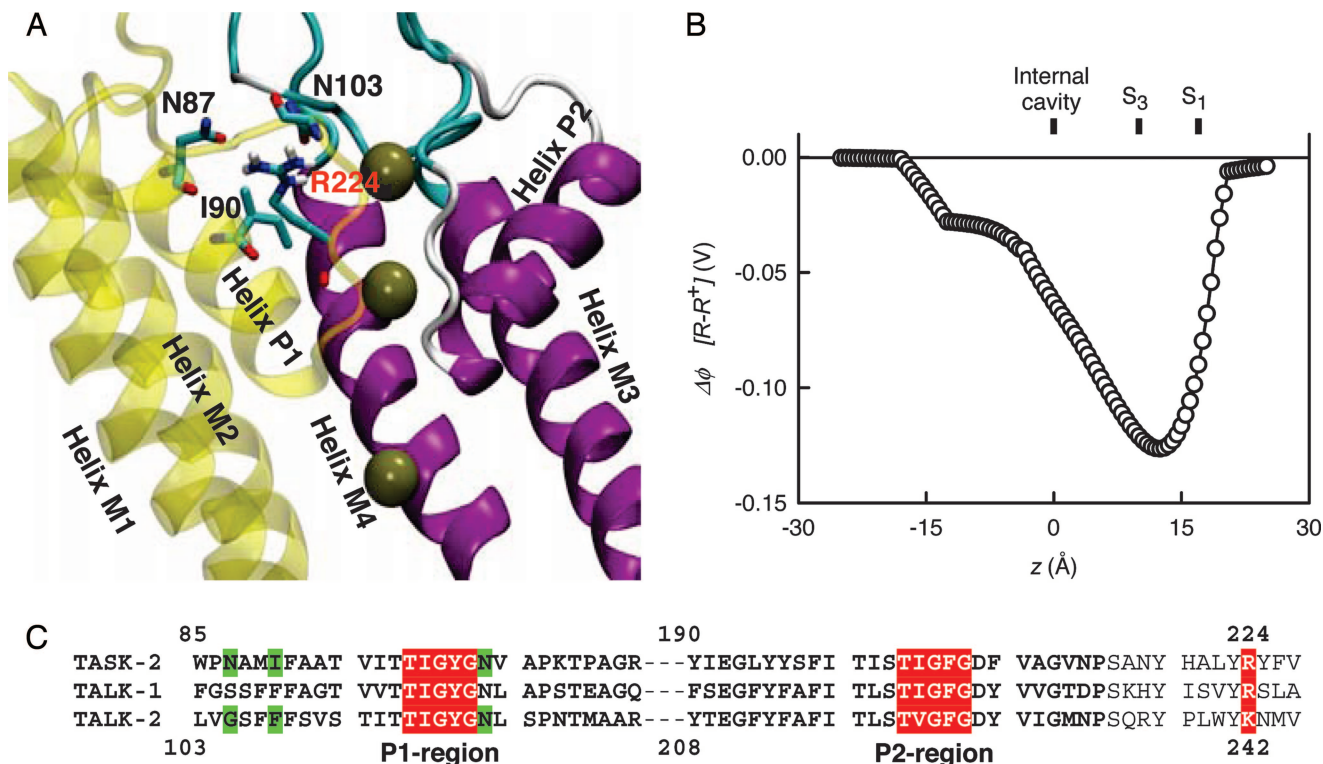 A
N87
N103
R224
I90
Helix P1
Helix P2
Helix M1
Helix M2
Helix M4
Helix M3
B
Internal
cavity
S3
S1
0.00
-0.05
-0.10
-0.15
Δφ [R-R+] (V)
-30 -15 0 15 30
z (Å)
C
85 190 224
TASK-2 WPNAMIFAAT VITTIGYGNV APKTPAGR---YIEGLYYSFI TISTIGFGDF VAGVNPSANY HALYRYFV
TALK-1 FGSSFFFAGT VVTTIGYGNL APSTEAGQ--FSEGFYFAFI TLSTIGFGDY VVGTDPSKHY ISVYRSLA
TALK-2 LVGSFFFSVS TITTIGYGNL SPNTMAAR---YTEGFYFAFI TLSTVGFGDY VIGMNPSQRY PLWYKNMV
103 P1-region 208 P2-region 242